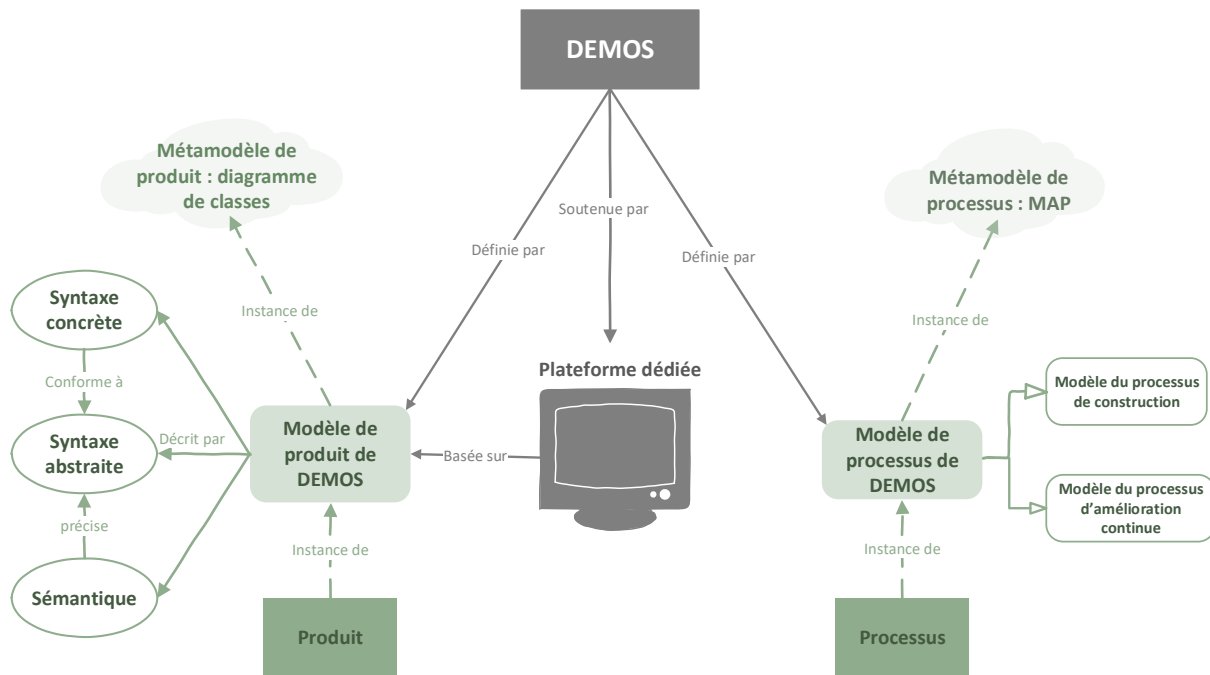 DEMOS
Métamodèle de
produit : diagramme
de classes
Métamodèle de
processus : MAP
Soutenue par
Définie par
Définie par
Syntaxe
concrète
Instance de
Instance de
Plateforme dédiée
Conforme à
Modèle du processus
de construction
Syntaxe
abstraite
Décrit par
Modèle de
produit de
DEMOS
Basée sur
Modèle de
processus de
DEMOS
Modèle du processus
d’amélioration
continue
précise
Instance de
Instance de
Sémantique
Produit
Processus